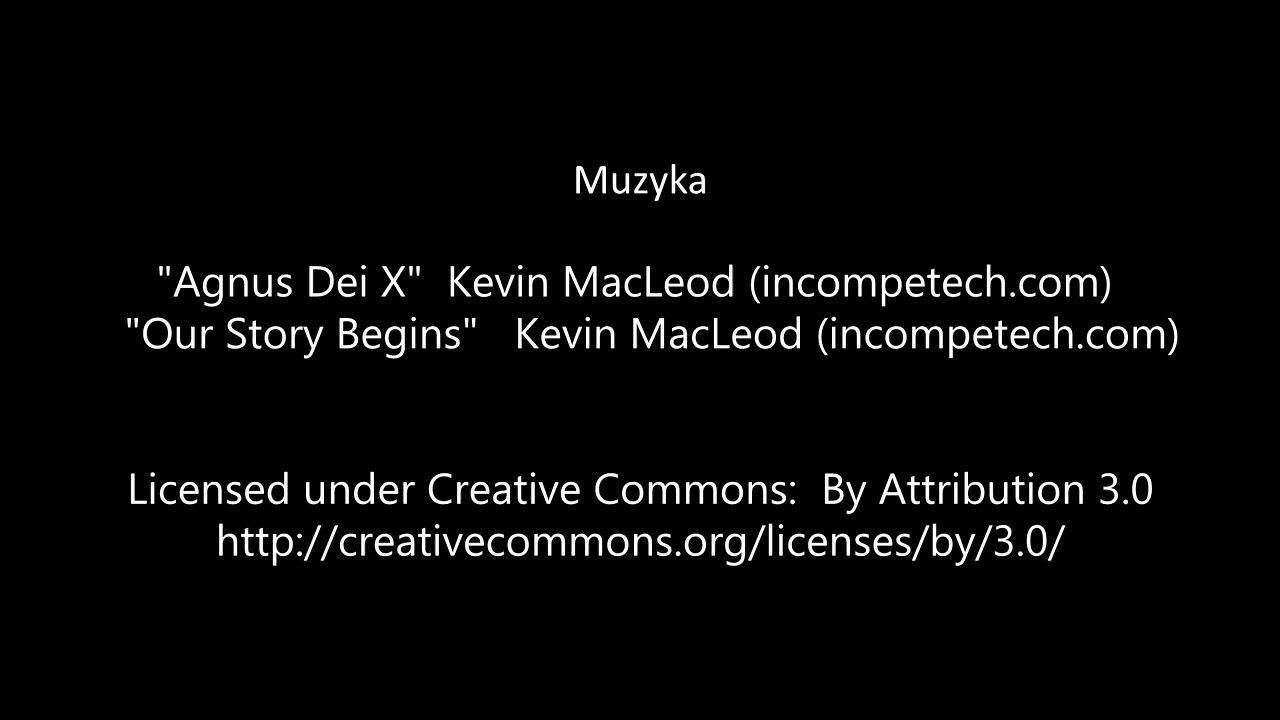 Muzyka
"Agnus Dei X"  Kevin MacLeod (incompetech.com)
"Our Story Begins"   Kevin MacLeod (incompetech.com)
Licensed under Creative Commons:  By Attribution 3.0
http://creativecommons.org/licenses/by/3.0/